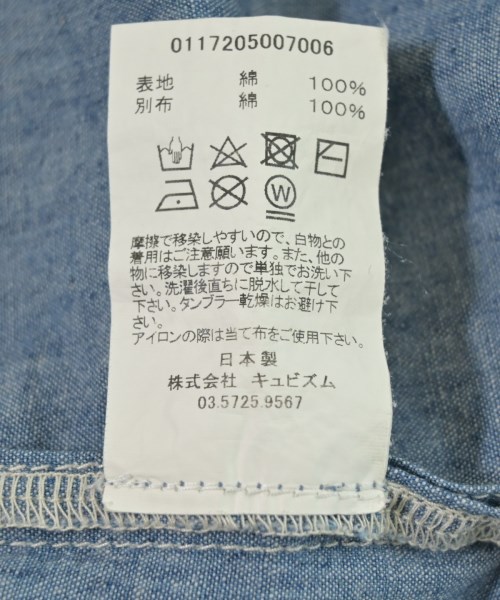 0117205007006
表地 綿 100%
別布 綿 100%
W
摩擦で移染しやすいので、白物との
着用はご注意願います。また、他の
物に移染しますので単独でお洗い下
さい。洗濯後直ちに脱水して干して
下さい。タンブラー乾燥はお避け下
さい。
アイロンの際は当て布をご使用下さい。
日本製
株式会社 キュビズム
03.5725.9567